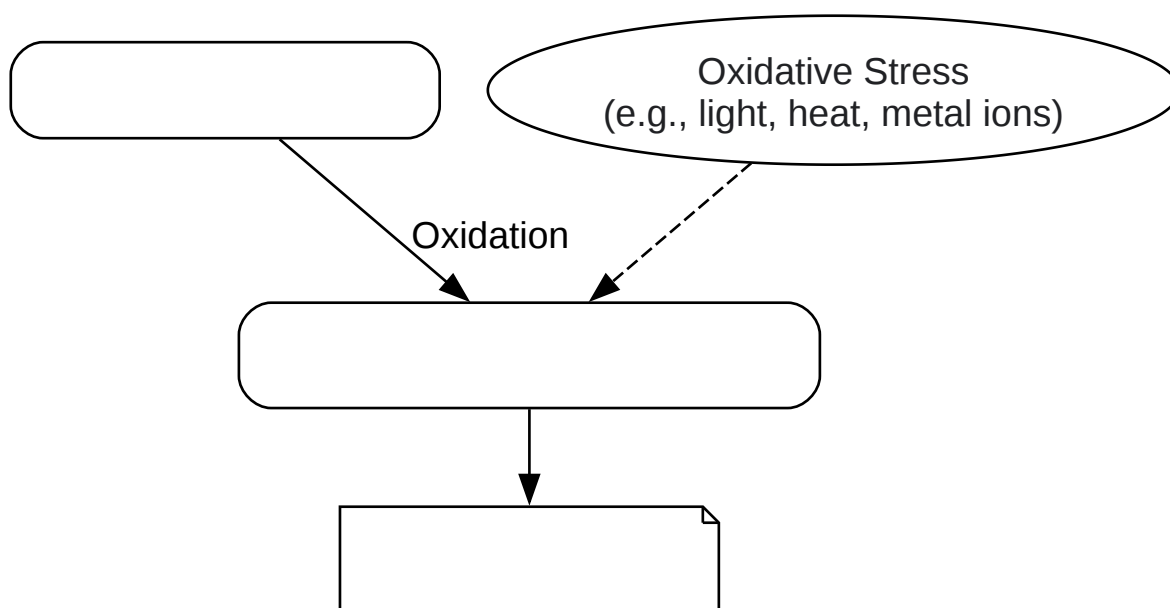 Oxidative Stress
(e.g., light, heat, metal ions)
Oxidation